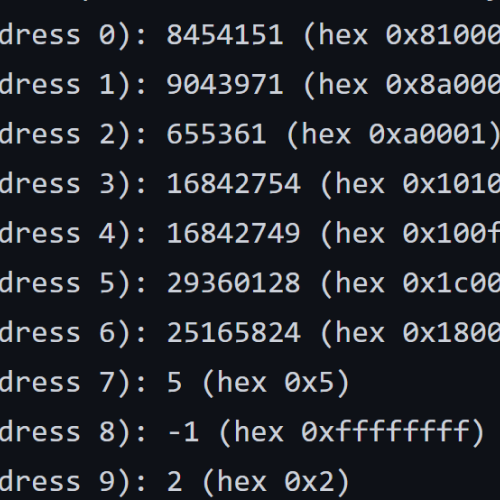 dress 0): 8454151 (hex 0x81000
dress 1): 9043971 (hex 0x8a000
dress 2): 655361 (hex 0xa0001)
dress 3): 16842754 (hex 0x1010
dress 4): 16842749 (hex 0x100f
dress 5): 29360128 (hex 0x1c00
dress 6): 25165824 (hex 0x1800
dress 7): 5 (hex 0x5)
dress 8): -1 (hex 0xffffffff)
dress 9): 2 (hex 0x2)